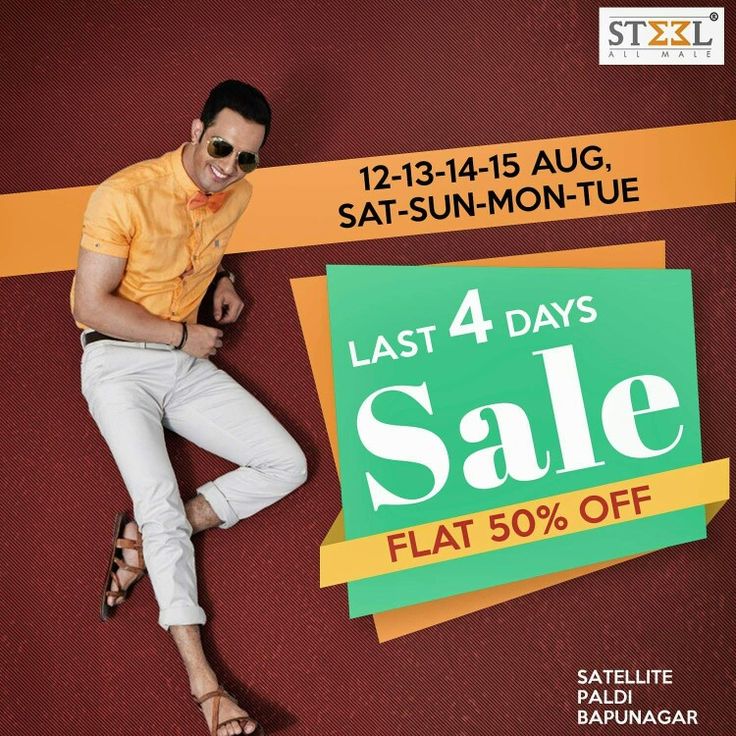 STEEL®
ALL MALE
12-13-14-15 AUG,
SAT-SUN-MON-TUE
LAST 4 DAYS
Sale
FLAT 50% OFF
SATELLITE
PALDI
BAPUNAGAR